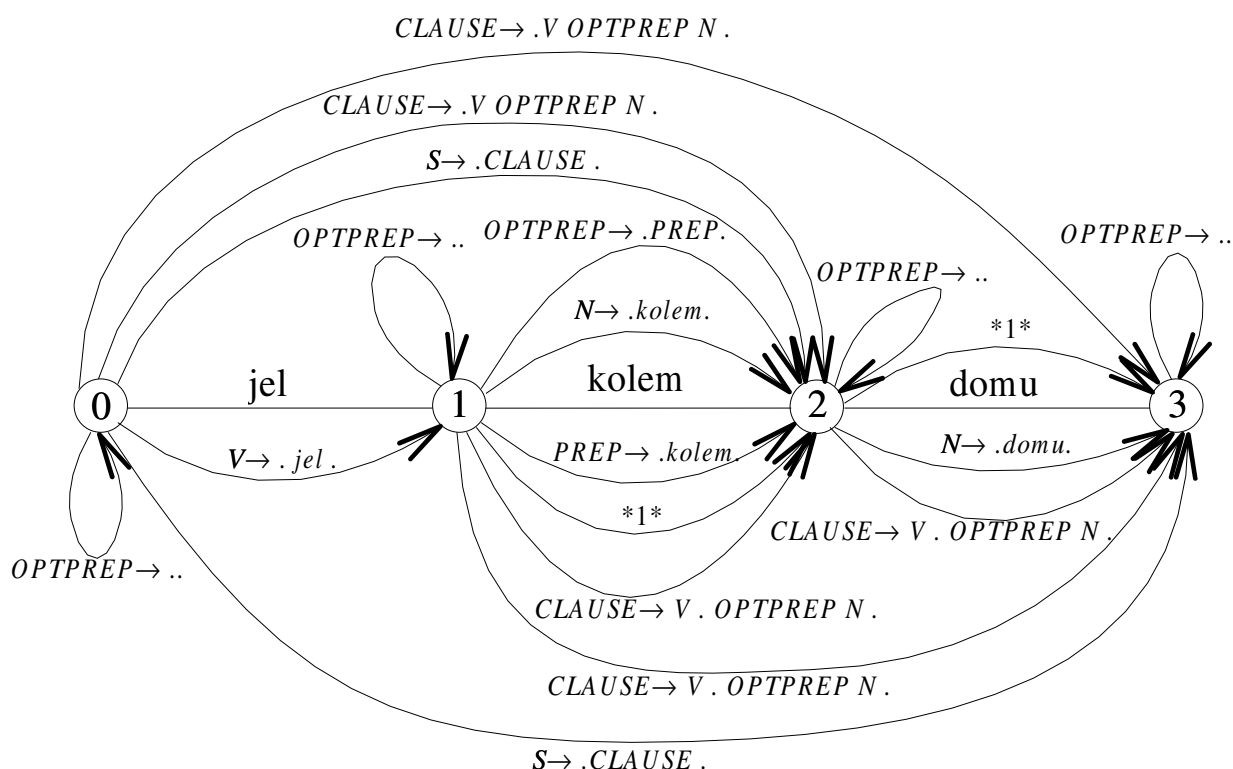 CLAUSE→ .V OPTPREP N .
CLAUSE→ .V OPTPREP N .
S→ .CLAUSE .
OPTPREP→ ..
OPTPREP→ .PREP.
OPTPREP→ ..
OPTPREP→ ..
N→ .kolem.
*1*
jel
kolem
domu
0
1
2
3
V→ .jel .
PREP→ .kolem.
N→ .domu.
*1*
CLAUSE→ V . OPTPREP N .
OPTPREP→ ..
CLAUSE→ V . OPTPREP N .
CLAUSE→ V . OPTPREP N .
S→ .CLAUSE .